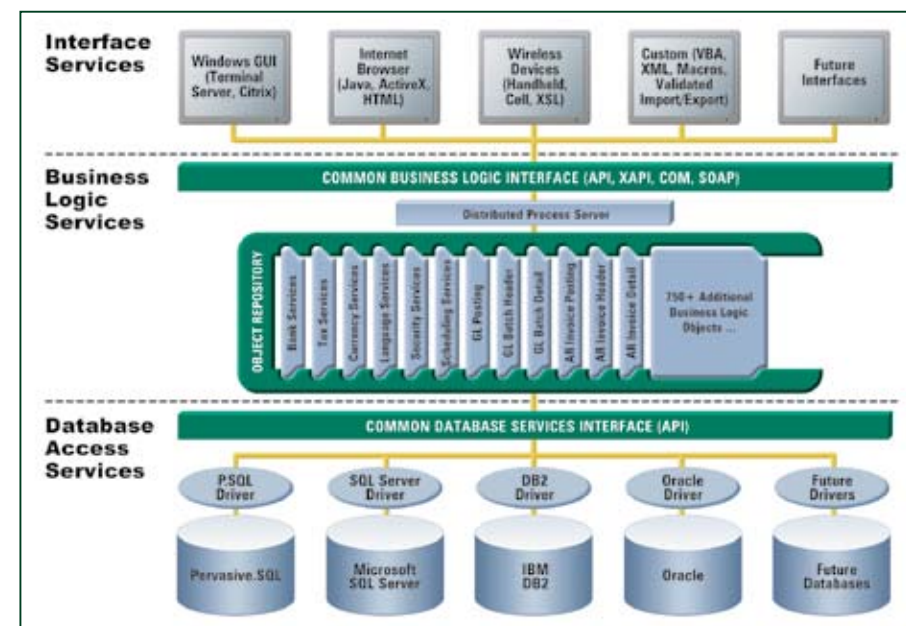 Interface
Services
Windows GUI
(Terminal
Server, Citrix)
Internet
Browser
(Java, ActiveX,
HTML)
Wireless
Devices
(Handheld,
Cell, XSL)
Custom (VBA,
XML, Macros,
Validated
Import/Export)
Future
Interfaces
Business
Logic
Services
COMMON BUSINESS LOGIC INTERFACE (API, XAPI, COM, SOAP)
Distributed Process Server
OBJECT REPOSITORY
Bank Services
Tax Services
Currency Services
Language Services
Security Services
Scheduling Services
GL Posting
GL Batch Header
GL Batch Detail
AR Invoice Posting
AR Invoice Header
AR Invoice Detail
750+ Additional
Business Logic
Objects ...
Database
Access
Services
COMMON DATABASE SERVICES INTERFACE (API)
P.SQL
Driver
SQL Server
Driver
DB2
Driver
Oracle
Driver
Future
Drivers
Pervasive.SQL
Microsoft
SQL Server
IBM
DB2
Oracle
Future
Databases